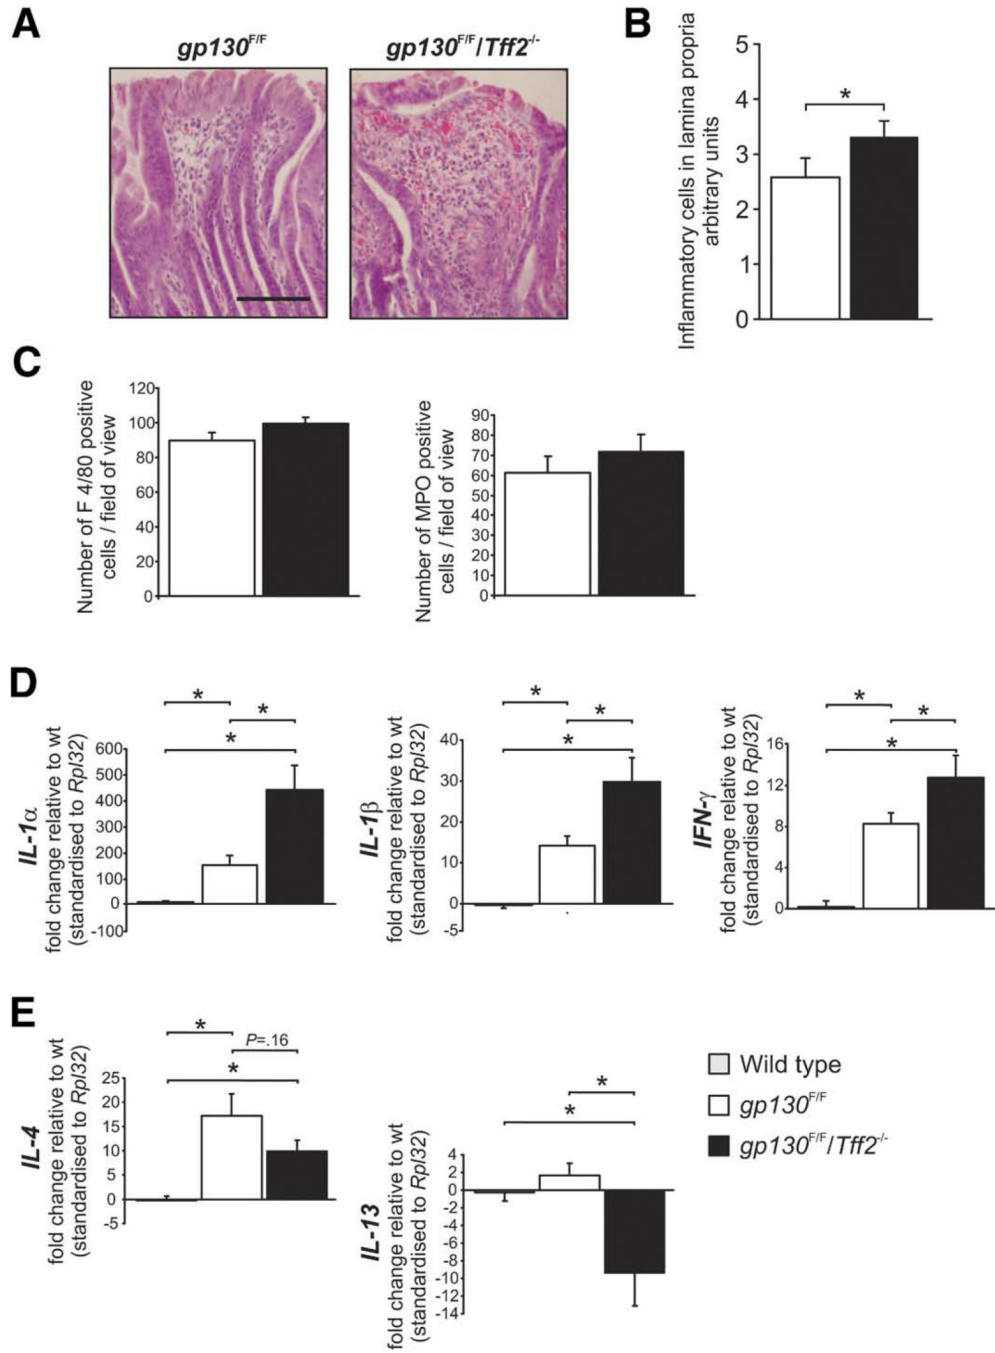 A
gp130F/F
gp130F/F/Tff2-/-
B
Inflammatory cells in lamina propria
arbitrary units
5
4
3
2
1
0
*
C
Number of F 4/80 positive
cells / field of view
120
100
80
60
40
20
0
Number of MPO positive
cells / field of view
90
80
70
60
50
40
30
20
10
0
D
IL-1α
fold change relative to wt
(standardised to Rpl32)
600
500
400
300
200
100
0
-100
*
*
*
IL-1β
fold change relative to wt
(standardised to Rpl32)
40
30
20
10
0
-5
*
*
*
IFN-γ
fold change relative to wt
(standardised to Rpl32)
16
12
8
4
0
*
*
*
E
IL-4
fold change relative to wt
(standardised to Rpl32)
25
20
15
10
5
0
-5
*
P=.16
*
IL-13
fold change relative to wt
(standardised to Rpl32)
4
2
0
-2
-4
-6
-8
-10
-12
-14
*
*
Wild type
gp130F/F
gp130F/F/Tff2-/-